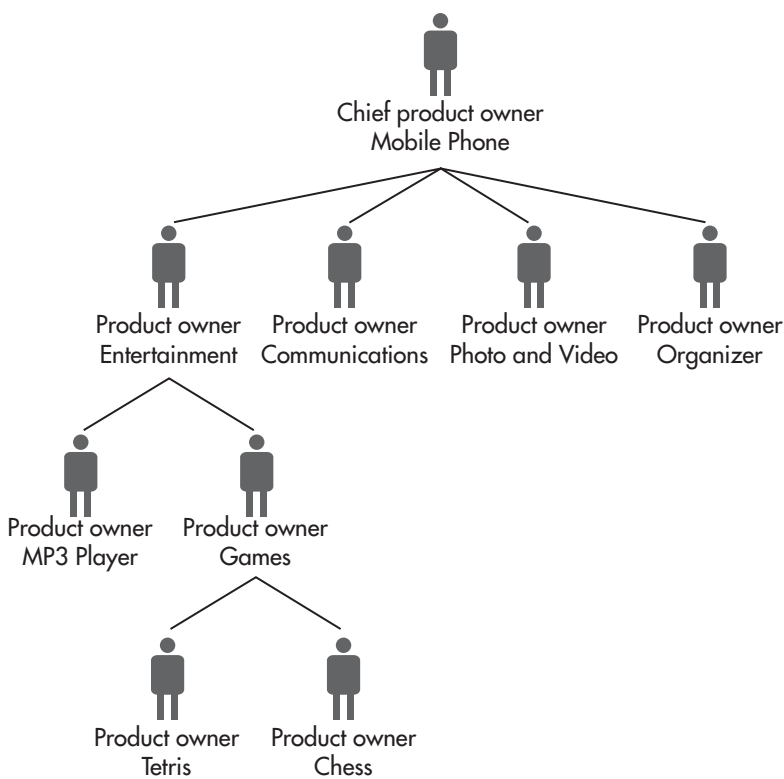 Chief product owner
Mobile Phone
Product owner
Entertainment
Product owner
Communications
Product owner
Photo and Video
Product owner
Organizer
Product owner
MP3 Player
Product owner
Games
Product owner
Tetris
Product owner
Chess